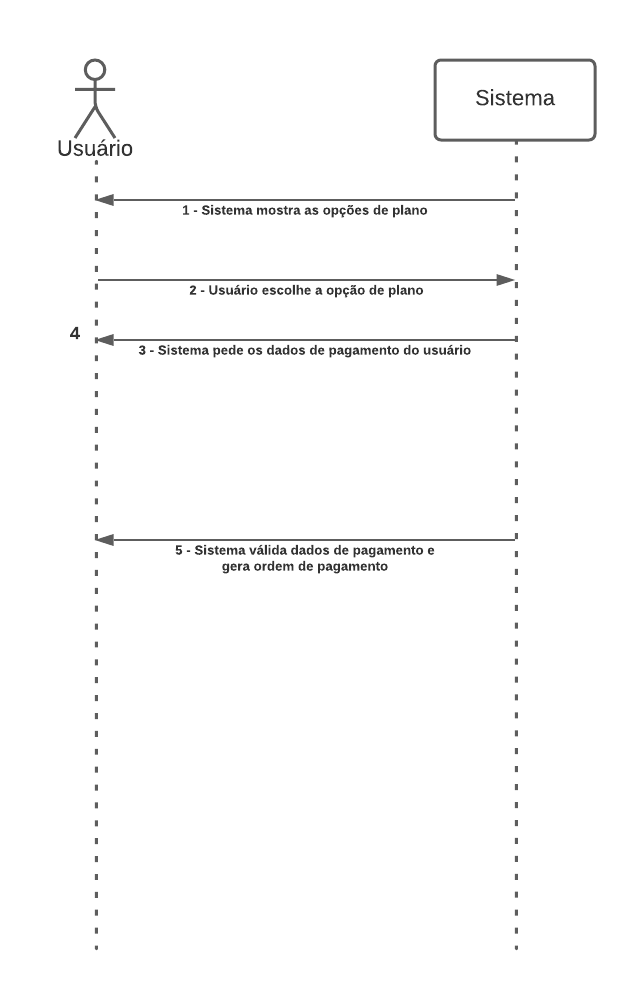 Usuário
Sistema
1 - Sistema mostra as opções de plano
2 - Usuário escolhe a opção de plano
4
3 - Sistema pede os dados de pagamento do usuário
5 - Sistema válida dados de pagamento e
gera ordem de pagamento